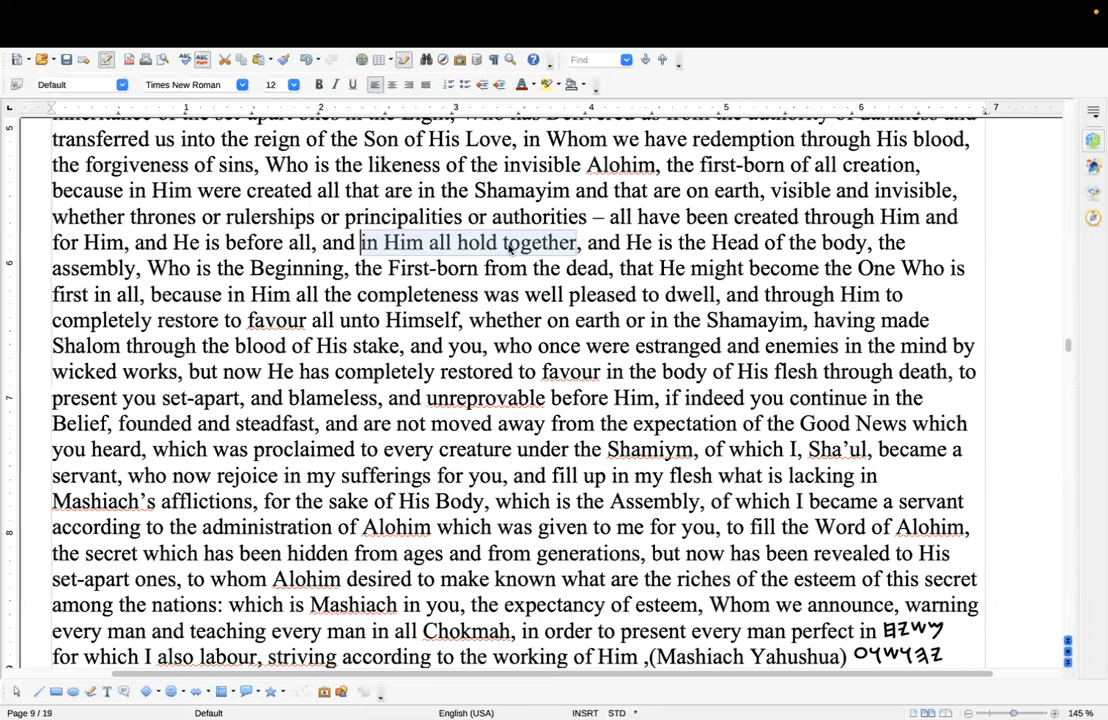 Default
Times New Roman
12
Find
1 2 3 4 5 6 7
transferred us into the reign of the Son of His Love, in Whom we have redemption through His blood,
the forgiveness of sins, Who is the likeness of the invisible Alohim, the first-born of all creation,
because in Him were created all that are in the Shamayim and that are on earth, visible and invisible,
whether thrones or rulerships or principalities or authorities – all have been created through Him and
for Him, and He is before all, and in Him all hold together, and He is the Head of the body, the
assembly, Who is the Beginning, the First-born from the dead, that He might become the One Who is
first in all, because in Him all the completeness was well pleased to dwell, and through Him to
completely restore to favour all unto Himself, whether on earth or in the Shamayim, having made
Shalom through the blood of His stake, and you, who once were estranged and enemies in the mind by
wicked works, but now He has completely restored to favour in the body of His flesh through death, to
present you set-apart, and blameless, and unreprovable before Him, if indeed you continue in the
Belief, founded and steadfast, and are not moved away from the expectation of the Good News which
you heard, which was proclaimed to every creature under the Shamiym, of which I, Sha’ul, became a
servant, who now rejoice in my sufferings for you, and fill up in my flesh what is lacking in
Mashiach’s afflictions, for the sake of His Body, which is the Assembly, of which I became a servant
according to the administration of Alohim which was given to me for you, to fill the Word of Alohim,
the secret which has been hidden from ages and from generations, but now has been revealed to His
set-apart ones, to whom Alohim desired to make known what are the riches of the esteem of this secret
among the nations: which is Mashiach in you, the expectancy of esteem, Whom we announce, warning
every man and teaching every man in all Chokmah, in order to present every man perfect in
for which I also labour, striving according to the working of Him ,(Mashiach Yahushua)
Page 9 / 19
Default
English (USA)
INSRT
STD
*
145 %